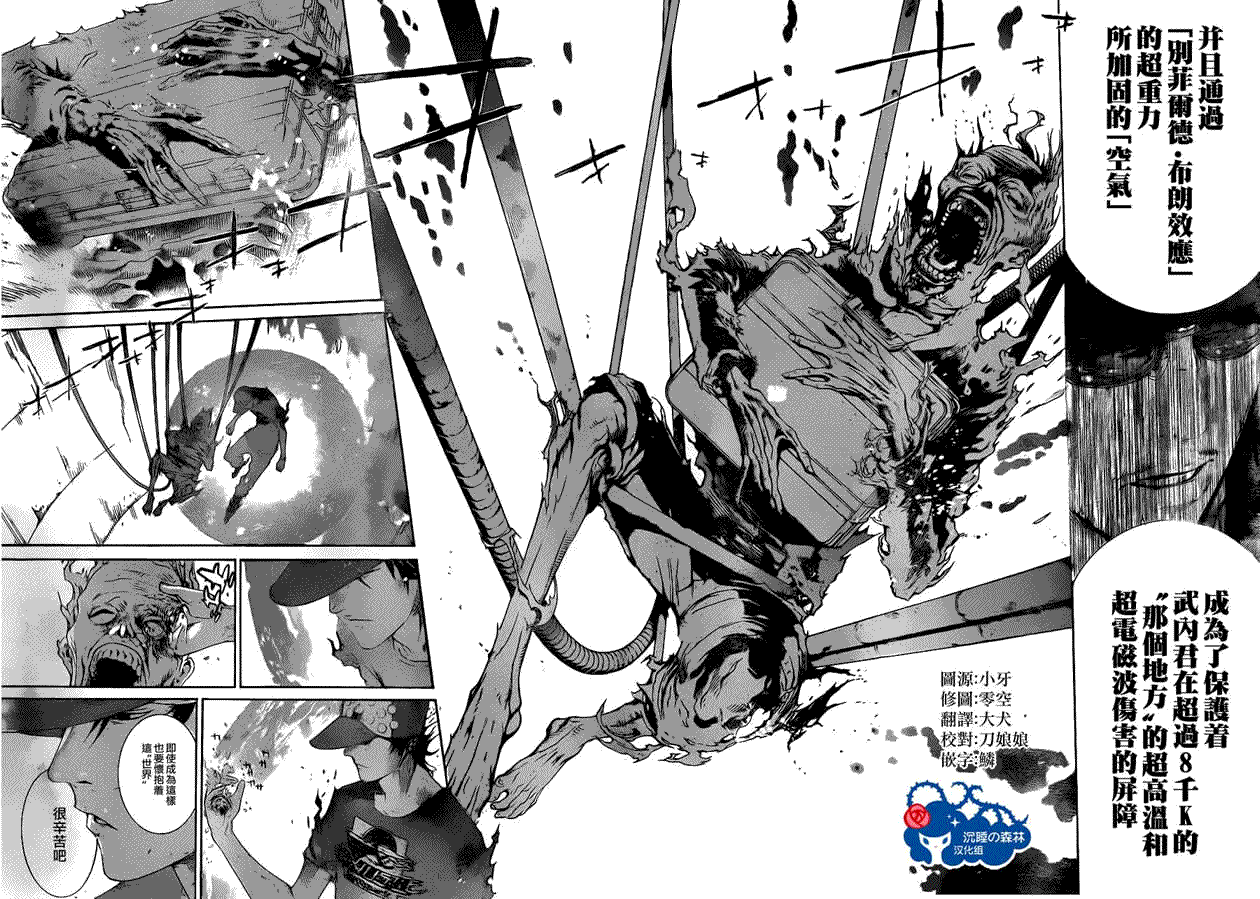 并且通過
「別菲爾德·布朗效應」
的超重力
所加固的「空氣」
成為了保護着
武內君在超過8千K的
"那個地方"的超高溫和
超電磁波傷害的屏障
圖源:小牙
修圖:零空
翻譯:大犬
校對:刀娘娘
嵌字:鱗
沉睡の森林
汉化组
即使成為這樣
也要懷抱着
這"世界"
很辛苦吧